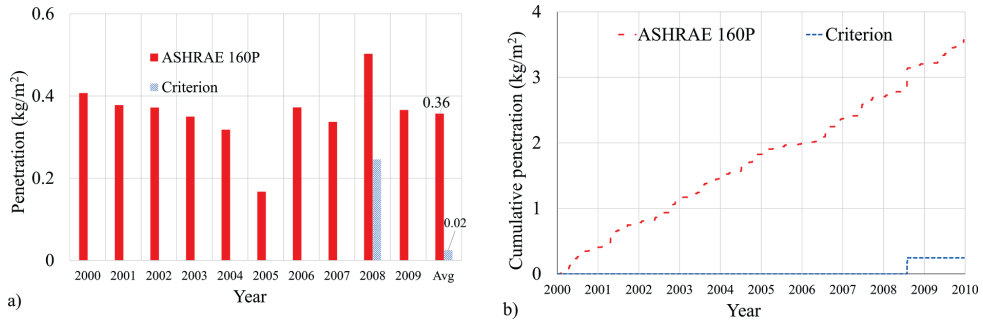 0.6
0.4
0.2
0
Penetration (kg/m²)
ASHRAE 160P
Criterion
0.36
0.02
2000 2001 2002 2003 2004 2005 2006 2007 2008 2009 Avg
Year
a)
4
3
2
1
0
Cumulative penetration (kg/m²)
ASHRAE 160P Criterion
2000 2001 2002 2003 2004 2005 2006 2007 2008 2009 2010
Year
b)